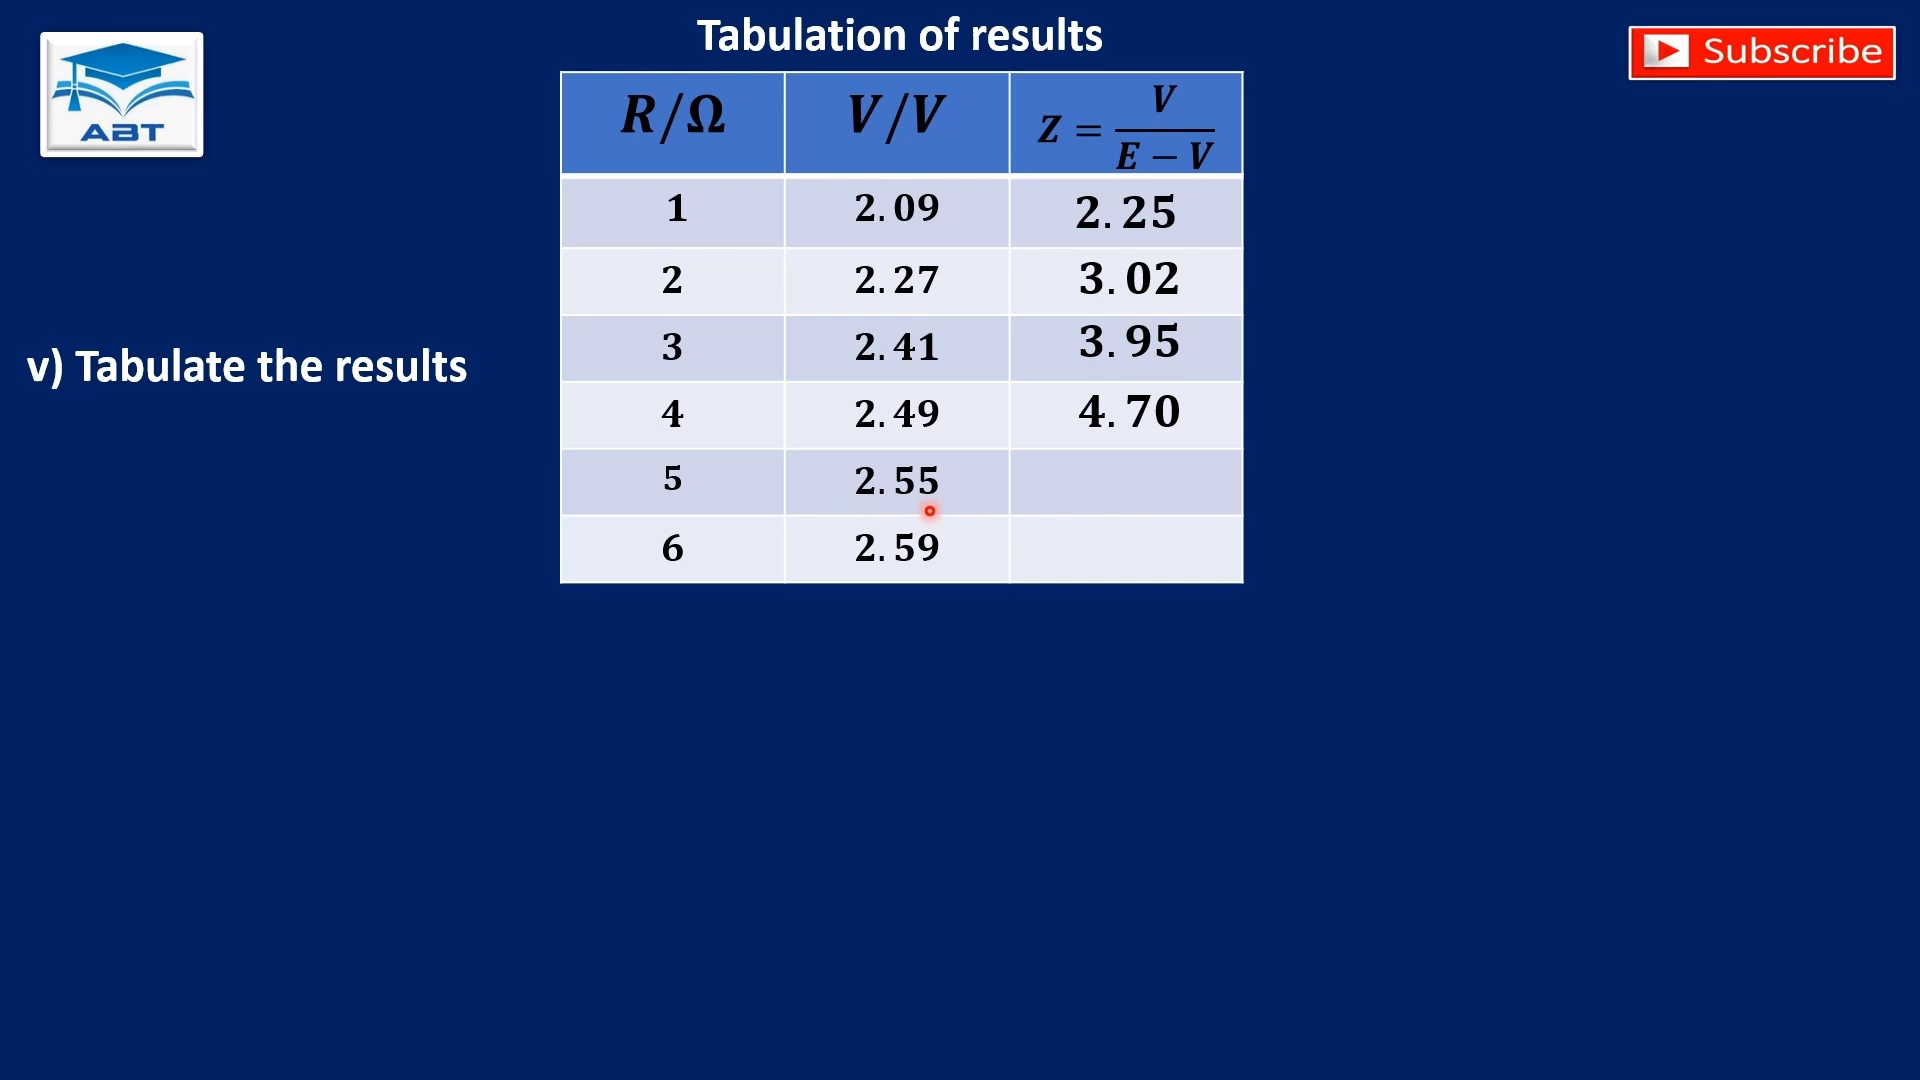 Tabulation of results
ABT
Subscribe
R/Ω V/V Z = V / E − V
1 2.09 2.25
2 2.27 3.02
3 2.41 3.95
v) Tabulate the results
4 2.49 4.70
5 2.55
6 2.59